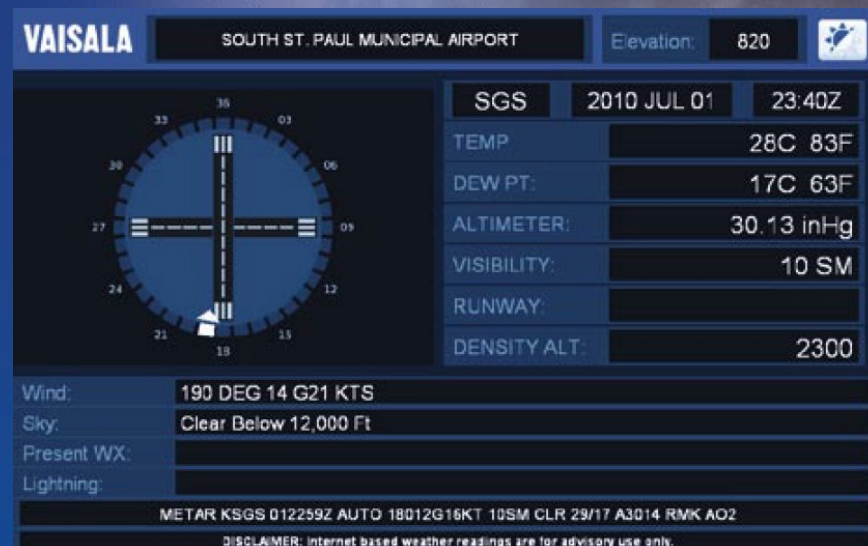 VAISALA SOUTH ST. PAUL MUNICIPAL AIRPORT Elevation: 820
SGS 2010 JUL 01 23:40Z
36
33 03
30 06
27 09
24 12
21 15
18
TEMP 28C 83F
DEW PT: 17C 63F
ALTIMETER: 30.13 inHg
VISIBILITY: 10 SM
RUNWAY:
DENSITY ALT: 2300
Wind: 190 DEG 14 G21 KTS
Sky: Clear Below 12,000 Ft
Present WX:
Lightning:
METAR KSGS 012259Z AUTO 18012G16KT 10SM CLR 29/17 A3014 RMK AO2
DISCLAIMER: Internet based weather readings are for advisory use only.